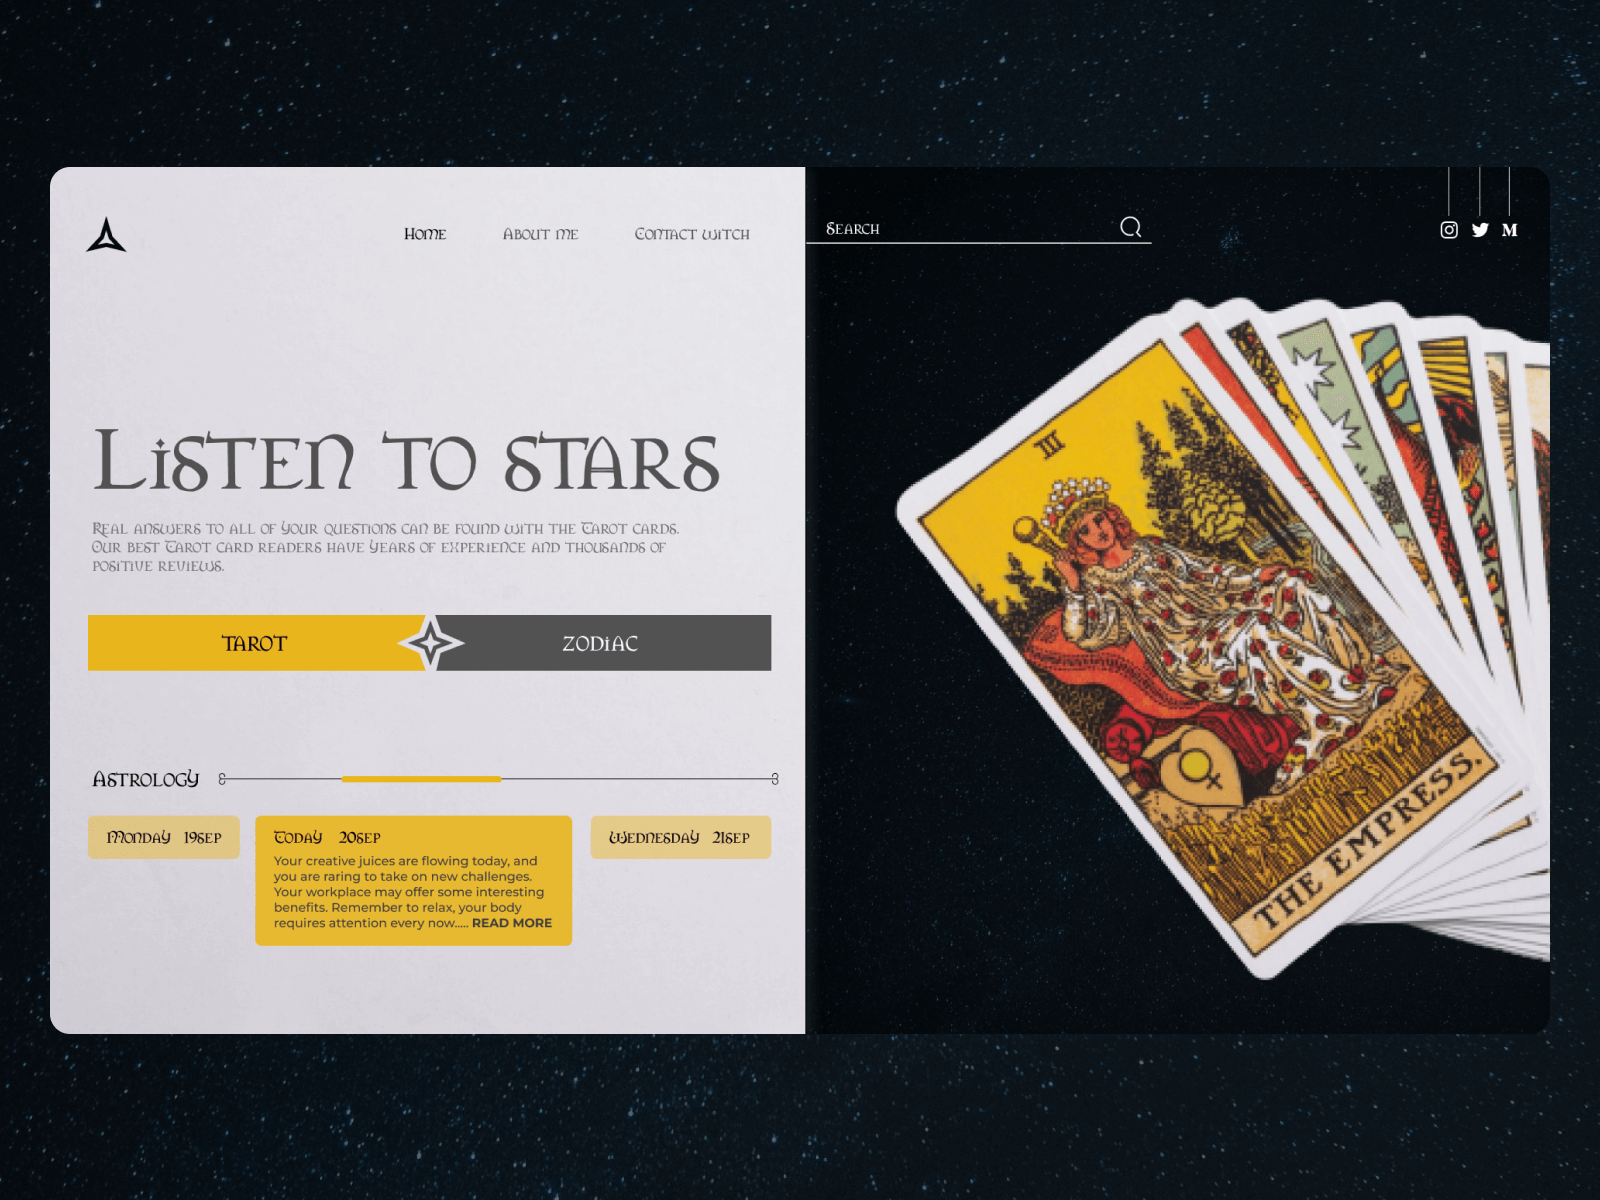 Home
About me
Contact witch
Search
M
Listen to stars
Real answers to all of your questions can be found with the Tarot cards.
Our best Tarot card readers have years of experience and thousands of
positive reviews.
TAROT
ZODIAC
Astrology
Monday 19sep
Today 20sep
Your creative juices are flowing today, and
you are raring to take on new challenges.
Your workplace may offer some interesting
benefits. Remember to relax, your body
requires attention every now..... READ MORE
Wednesday 21sep
III
THE EMPRESS.